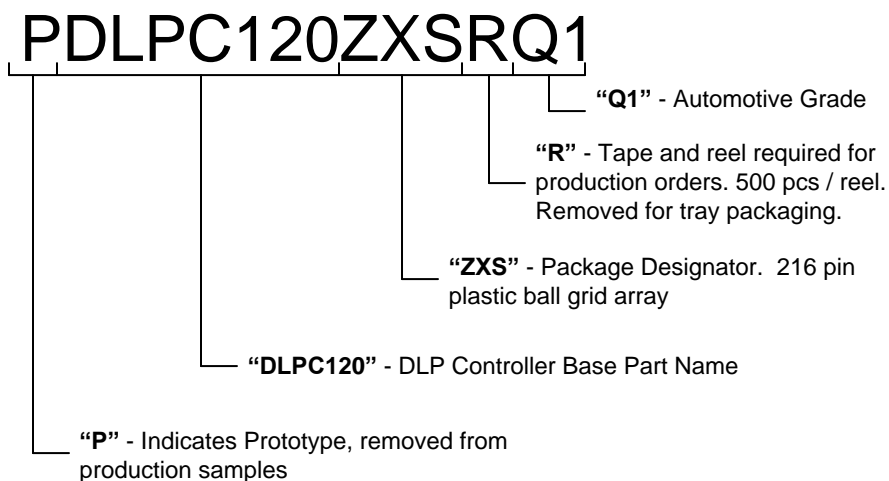 PDLPC120ZXSRQ1
“Q1” - Automotive Grade
“R” - Tape and reel required for
production orders. 500 pcs / reel.
Removed for tray packaging.
“ZXS” - Package Designator.  216 pin
plastic ball grid array
“DLPC120” - DLP Controller Base Part Name
“P” - Indicates Prototype, removed from
production samples